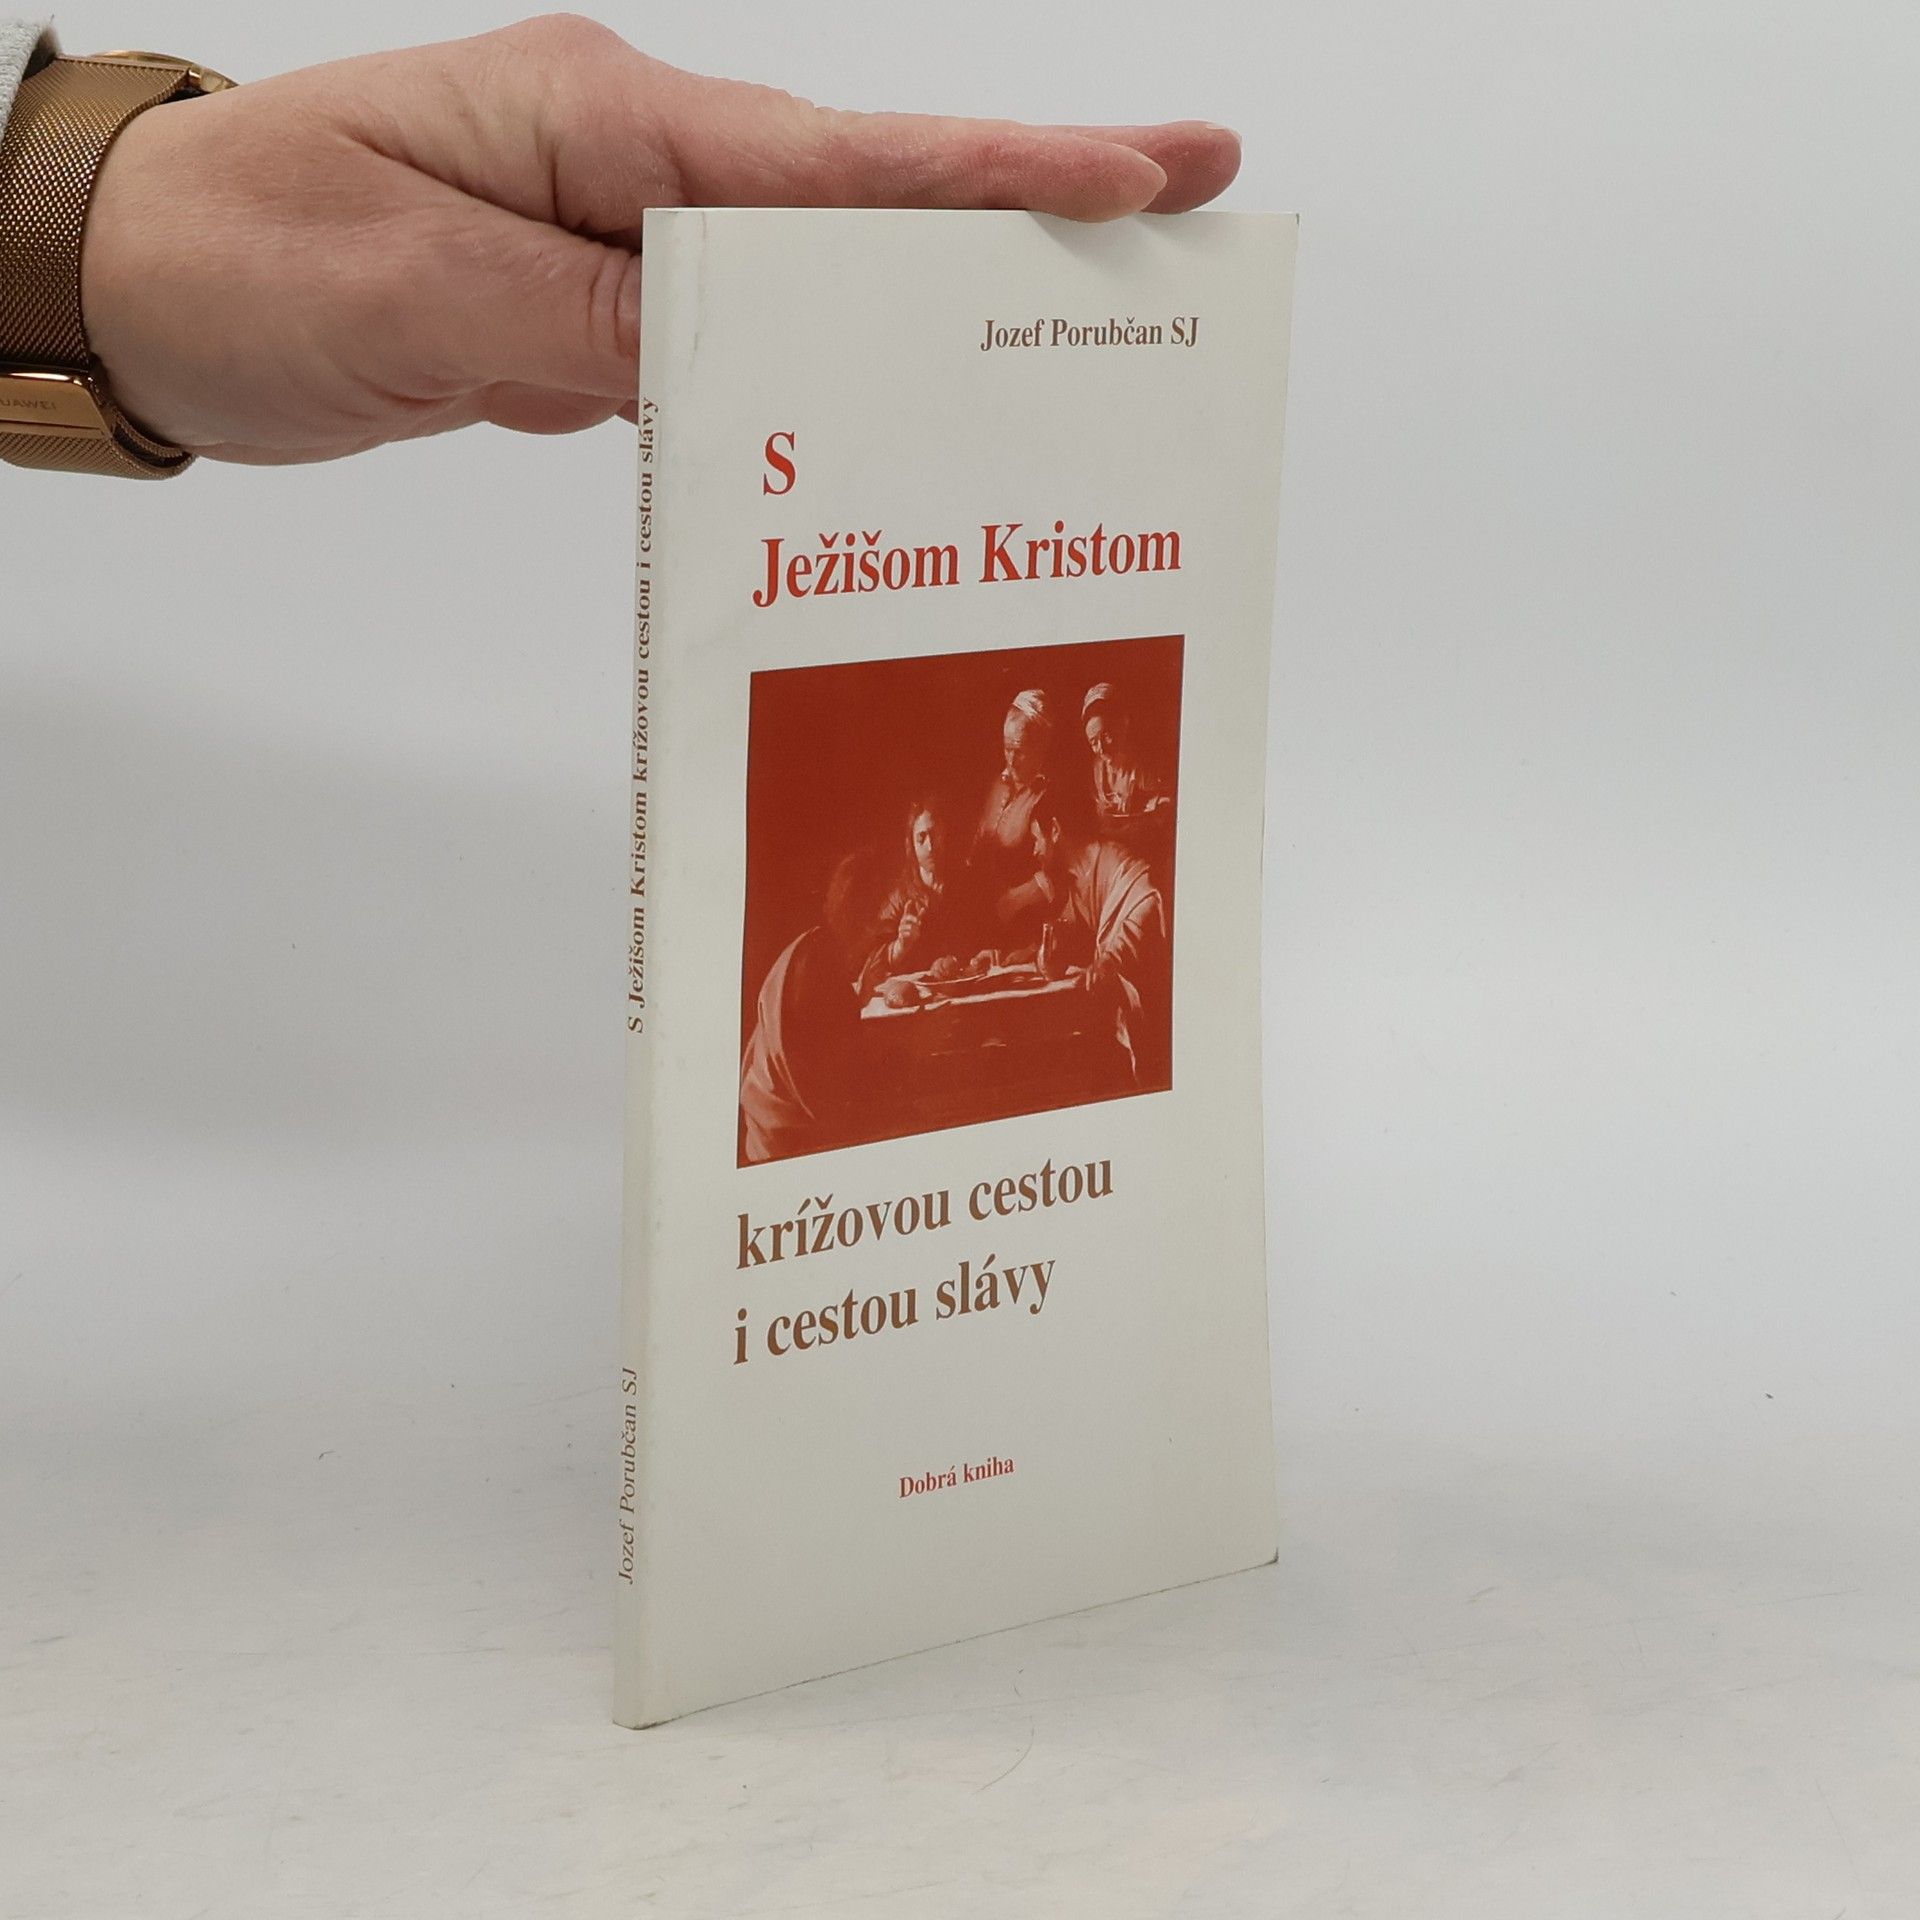 Jozef Porubčan SJ
S
Ježišom Kristom
krížovou cestou
i cestou slávy
Dobrá kniha
S Ježišom Kristom krížovou cestou i cestou slávy
Jozef Porubčan SJ